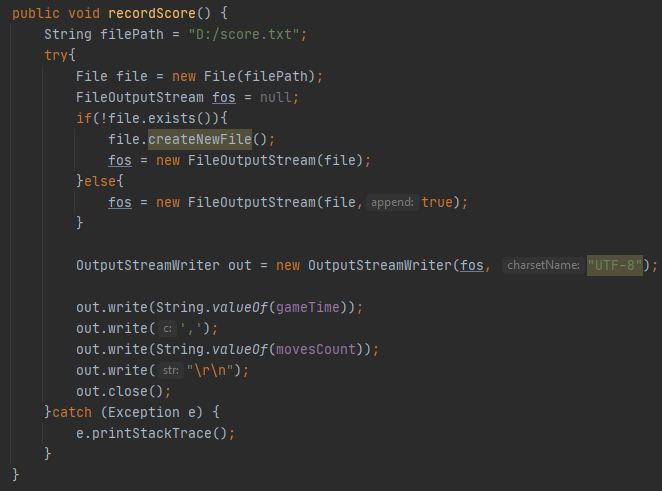 public void recordScore() {
    String filePath = "D:/score.txt";
    try{
        File file = new File(filePath);
        FileOutputStream fos = null;
        if(!file.exists()){
            file.createNewFile();
            fos = new FileOutputStream(file);
        }else{
            fos = new FileOutputStream(file, append: true);
        }

        OutputStreamWriter out = new OutputStreamWriter(fos, charsetName: "UTF-8");

        out.write(String.valueOf(gameTime));
        out.write( c: ',');
        out.write(String.valueOf(movesCount));
        out.write( str: "\r\n");
        out.close();
    }catch (Exception e) {
        e.printStackTrace();
    }
}